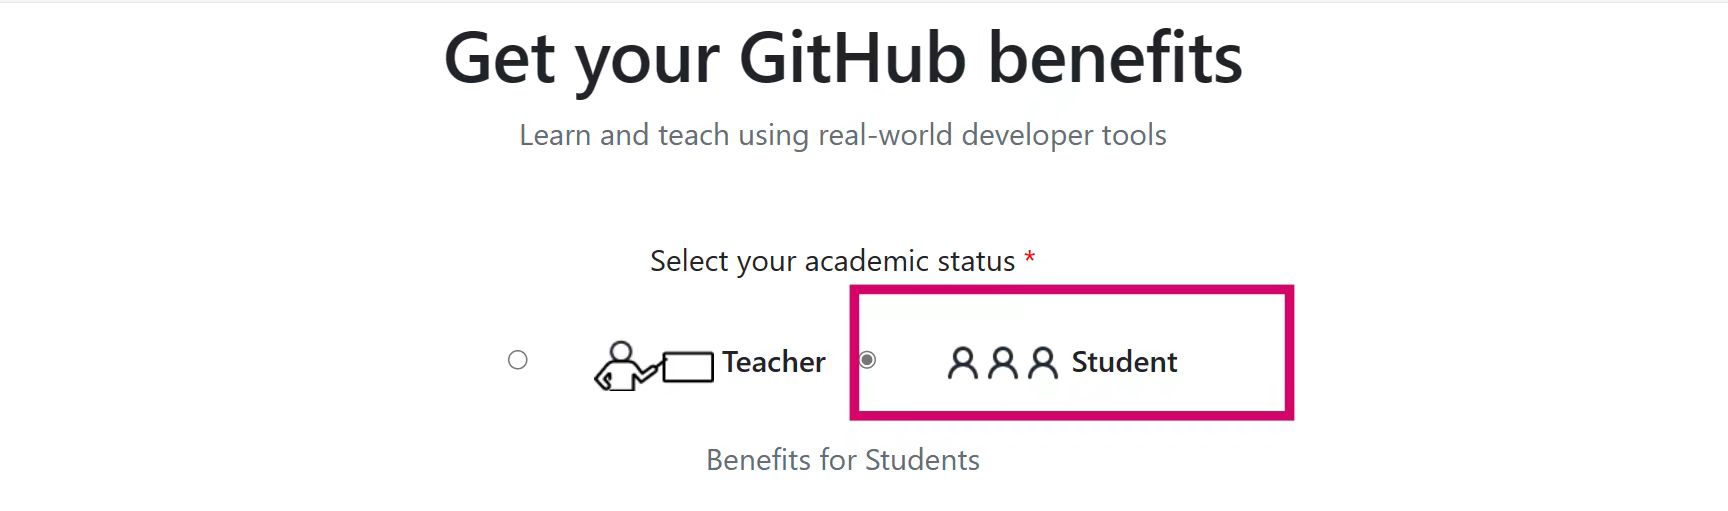 Get your GitHub benefits
Learn and teach using real-world developer tools
Select your academic status *
Teacher Student
Benefits for Students